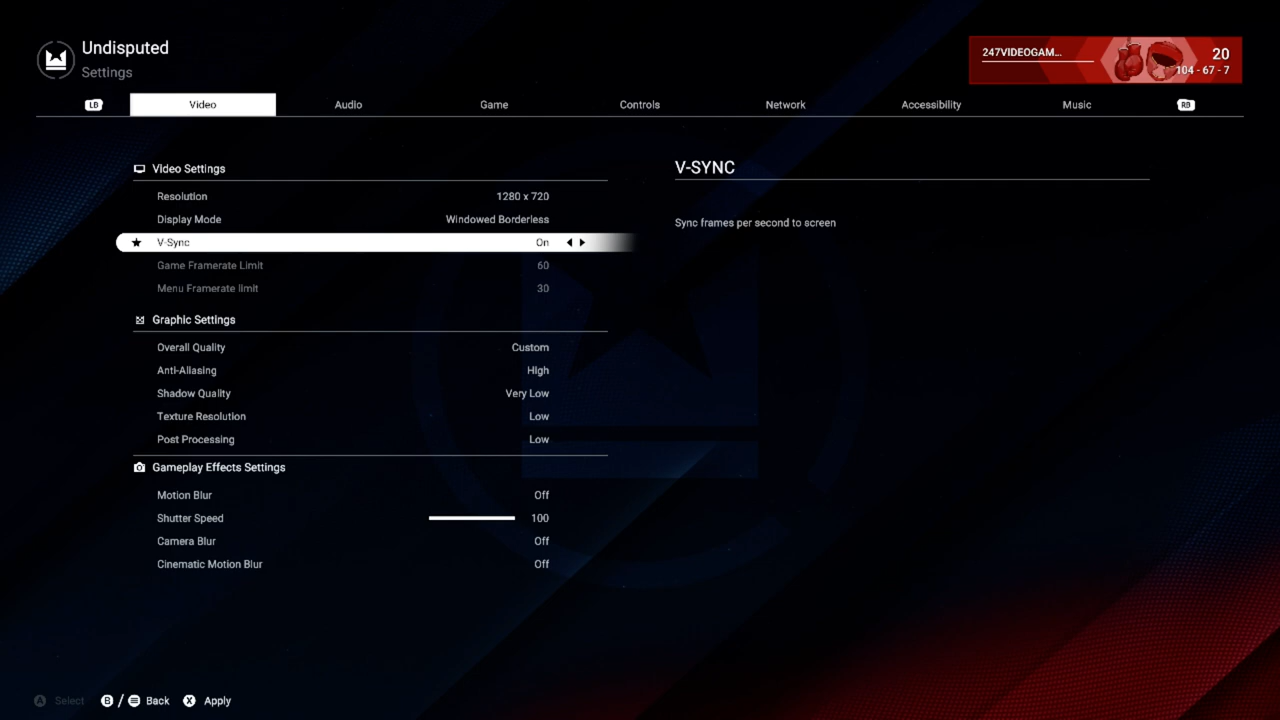 Undisputed
Settings
247VIDEOGAM...
20
104 - 67 - 7
LB Video Audio Game Controls Network Accessibility Music RB
Video Settings
Resolution 1280 x 720
Display Mode Windowed Borderless
V-Sync On
Game Framerate Limit 60
Menu Framerate limit 30
Graphic Settings
Overall Quality Custom
Anti-Aliasing High
Shadow Quality Very Low
Texture Resolution Low
Post Processing Low
Gameplay Effects Settings
Motion Blur Off
Shutter Speed 100
Camera Blur Off
Cinematic Motion Blur Off
V-SYNC
Sync frames per second to screen
A Select B / Back X Apply